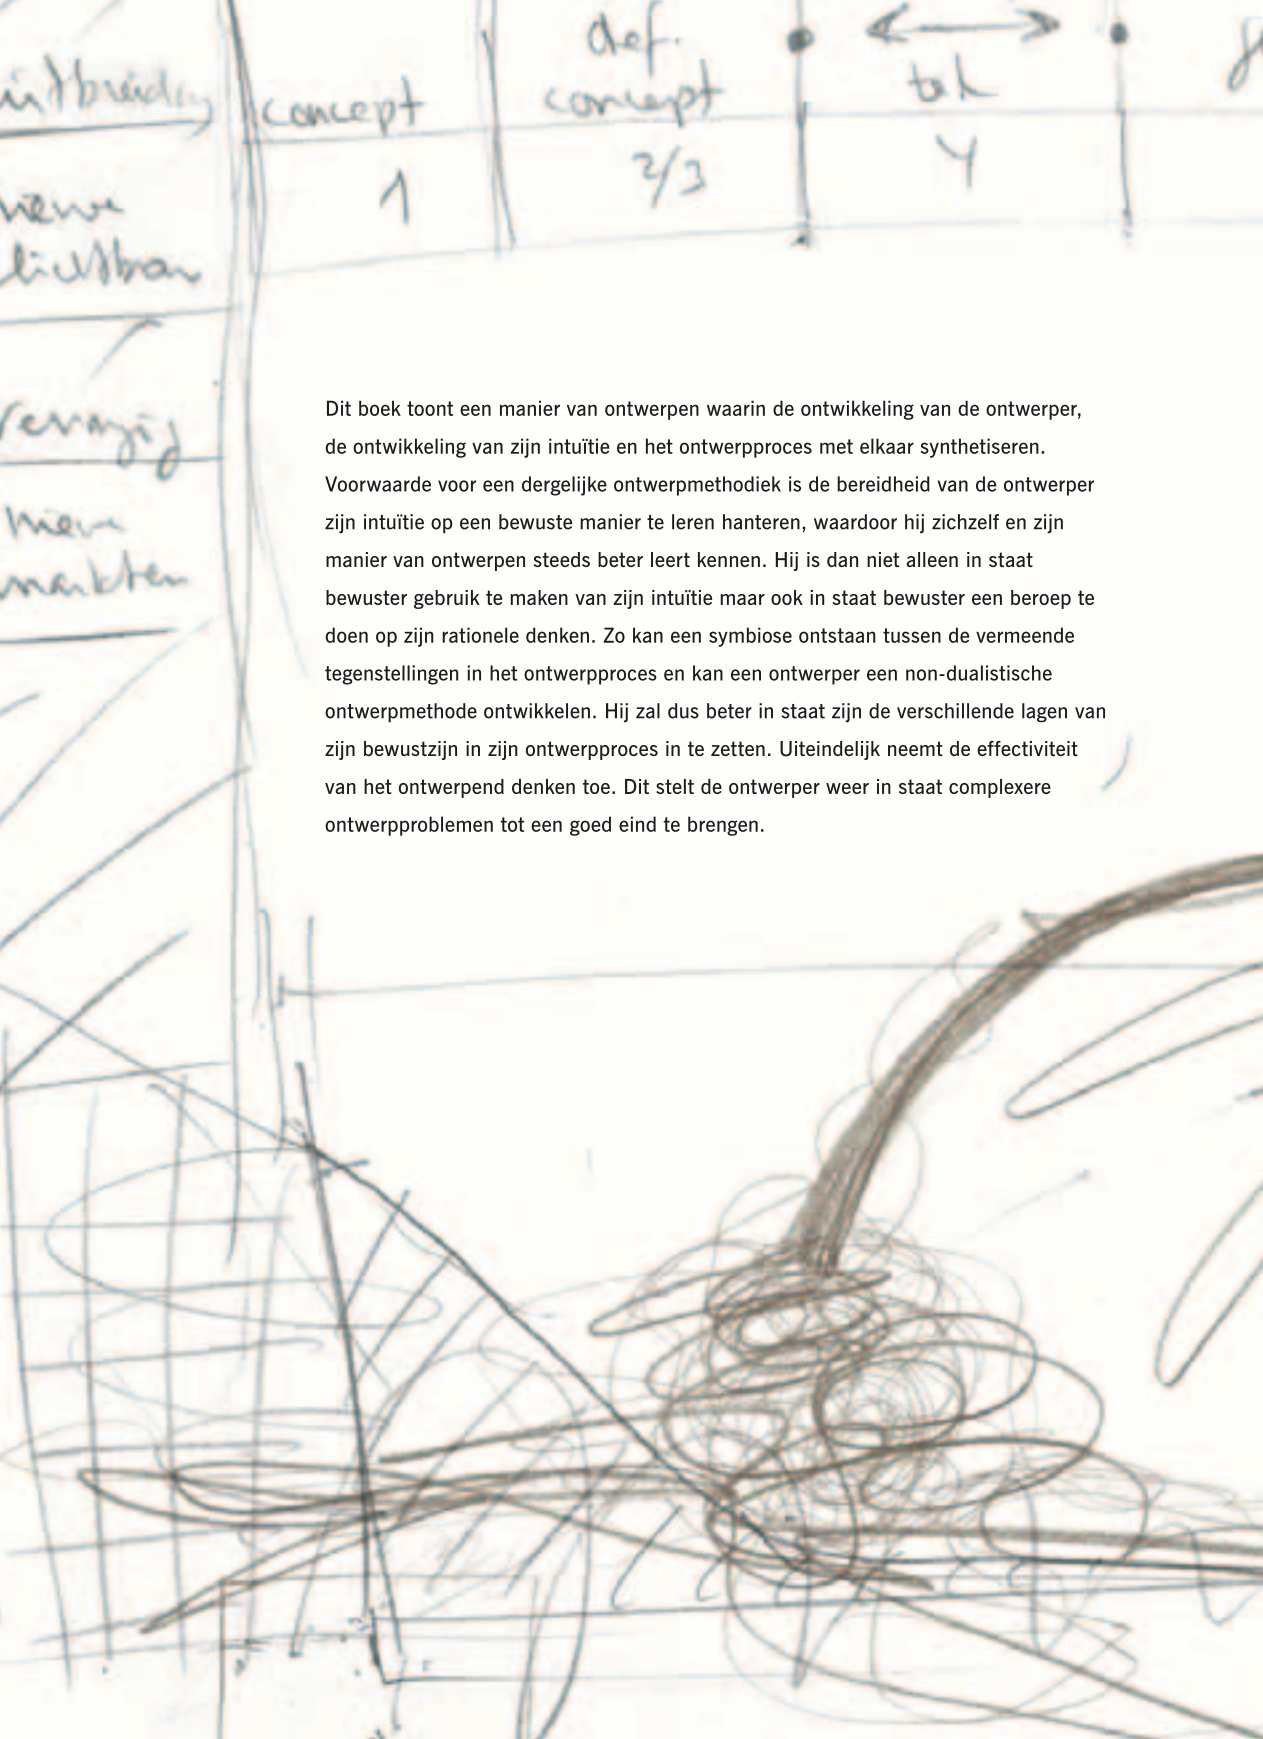 def.
uitbreiding concept concept tek
1 2/3 4
nieuwe
markten
Dit boek toont een manier van ontwerpen waarin de ontwikkeling van de ontwerper,
de ontwikkeling van zijn intuïtie en het ontwerpproces met elkaar synthetiseren.
Voorwaarde voor een dergelijke ontwerpmethodiek is de bereidheid van de ontwerper
zijn intuïtie op een bewuste manier te leren hanteren, waardoor hij zichzelf en zijn
manier van ontwerpen steeds beter leert kennen. Hij is dan niet alleen in staat
bewuster gebruik te maken van zijn intuïtie maar ook in staat bewuster een beroep te
doen op zijn rationele denken. Zo kan een symbiose ontstaan tussen de vermeende
tegenstellingen in het ontwerpproces en kan een ontwerper een non-dualistische
ontwerpmethode ontwikkelen. Hij zal dus beter in staat zijn de verschillende lagen van
zijn bewustzijn in zijn ontwerpproces in te zetten. Uiteindelijk neemt de effectiviteit
van het ontwerpend denken toe. Dit stelt de ontwerper weer in staat complexere
ontwerpproblemen tot een goed eind te brengen.